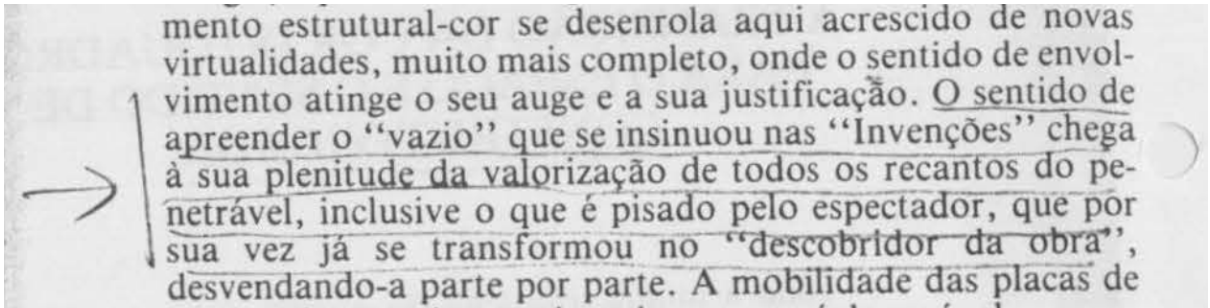 mento estrutural-cor se desenrola aqui acrescido de novas
virtualidades, muito mais completo, onde o sentido de envol-
vimento atinge o seu auge e a sua justificação. O sentido de
apreender o “vazio” que se insinuou nas “Invenções” chega
à sua plenitude da valorização de todos os recantos do pe-
netrável, inclusive o que é pisado pelo espectador, que por
sua vez já se transformou no “descobridor da obra”,
desvendando-a parte por parte. A mobilidade das placas de